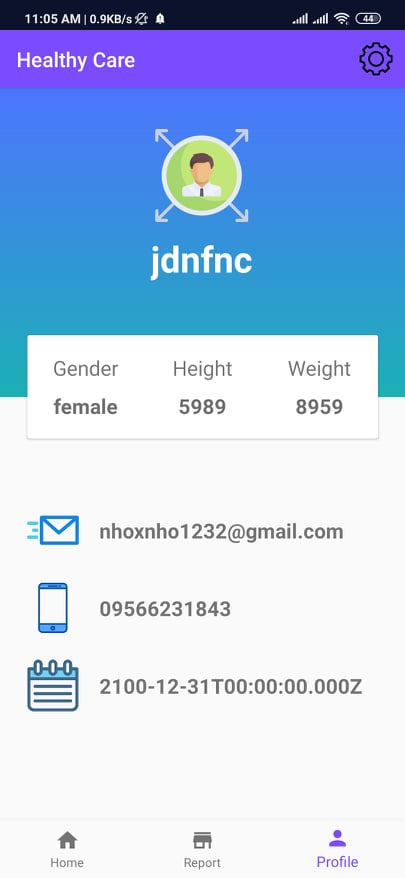 11:05 AM | 0.9KB/s 44
Healthy Care
jdnfnc
Gender Height Weight
female 5989 8959
nhoxnho1232@gmail.com
09566231843
2100-12-31T00:00:00.000Z
Home Report Profile